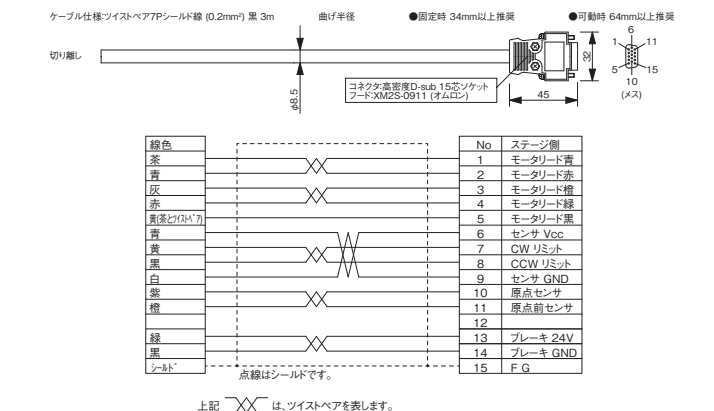 ケーブル仕様:ツイストペア7Pシールド線 (0.2mm²) 黒 3m 曲げ半径 ●固定時 34mm以上推奨 ●可動時 64mm以上推奨
切り離し
φ8.5
コネクタ:高密度D-sub 15芯ソケット
フード:XM2S-0911 (オムロン)
45
32
6
1 11
5 15
10
(メス)
線色 No ステージ側
茶 1 モータリード青
青 2 モータリード赤
灰 3 モータリード橙
赤 4 モータリード緑
黄(茶とツイストペア) 5 モータリード黒
青 6 センサ Vcc
黄 7 CW リミット
黒 8 CCW リミット
白 9 センサ GND
紫 10 原点センサ
橙 11 原点前センサ
12
緑 13 ブレーキ 24V
黒 14 ブレーキ GND
シールド 15 F G
点線はシールドです。
上記 は、ツイストペアを表します。